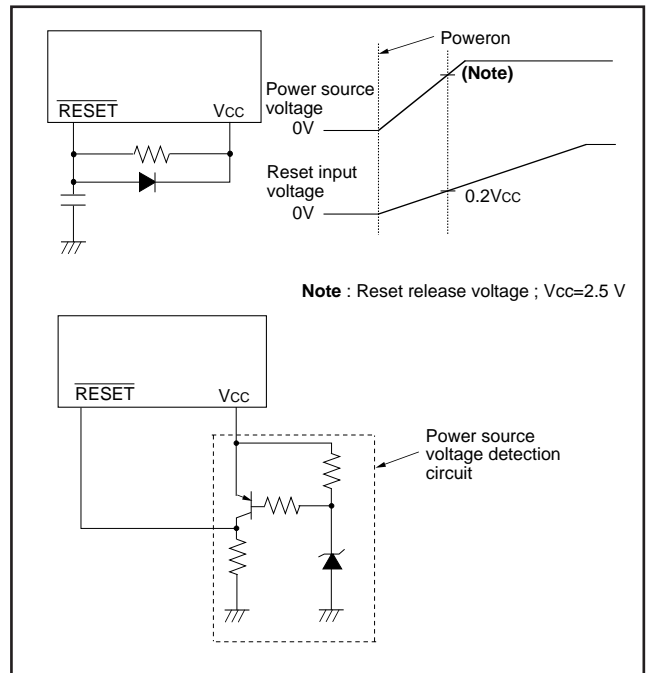 Poweron
(Note)
Power source
voltage
0V
RESET
VCC
Reset input
voltage
0V
0.2VCC
Note : Reset release voltage ; Vcc=2.5 V
RESET
VCC
Power source
voltage detection
circuit